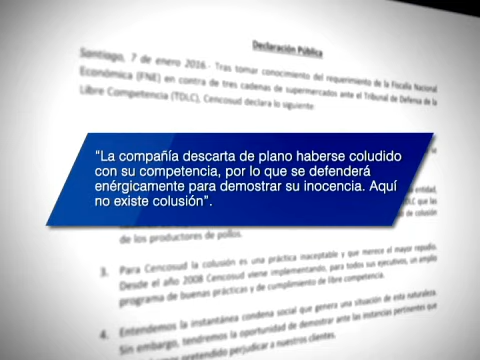 Declaración Pública
Santiago, 7 de enero 2016.- Tras tomar conocimiento del requerimiento de la Fiscalía Nacional
Económica (FNE) en contra de tres cadenas de supermercados ante el Tribunal de Defensa de la
Libre Competencia (TDLC), Cencosud declara lo siguiente
“La compañía descarta de plano haberse coludido
con su competencia, por lo que se defenderá
enérgicamente para demostrar su inocencia. Aquí
no existe colusión”.
entidad,
que las
de colusión
de los productores de pollos.
3. Para Cencosud la colusión es una práctica inaceptable y que merece el mayor repudio.
Desde el año 2008 Cencosud viene implementando, para todos sus ejecutivos, un amplio
programa de buenas prácticas y de cumplimiento de libre competencia.
4. Entendemos la instantánea condena social que genera una situación de esta naturaleza.
Sin embargo, tendremos la oportunidad de demostrar ante las instancias pertinentes que
hemos pretendido perjudicar a nuestros clientes.